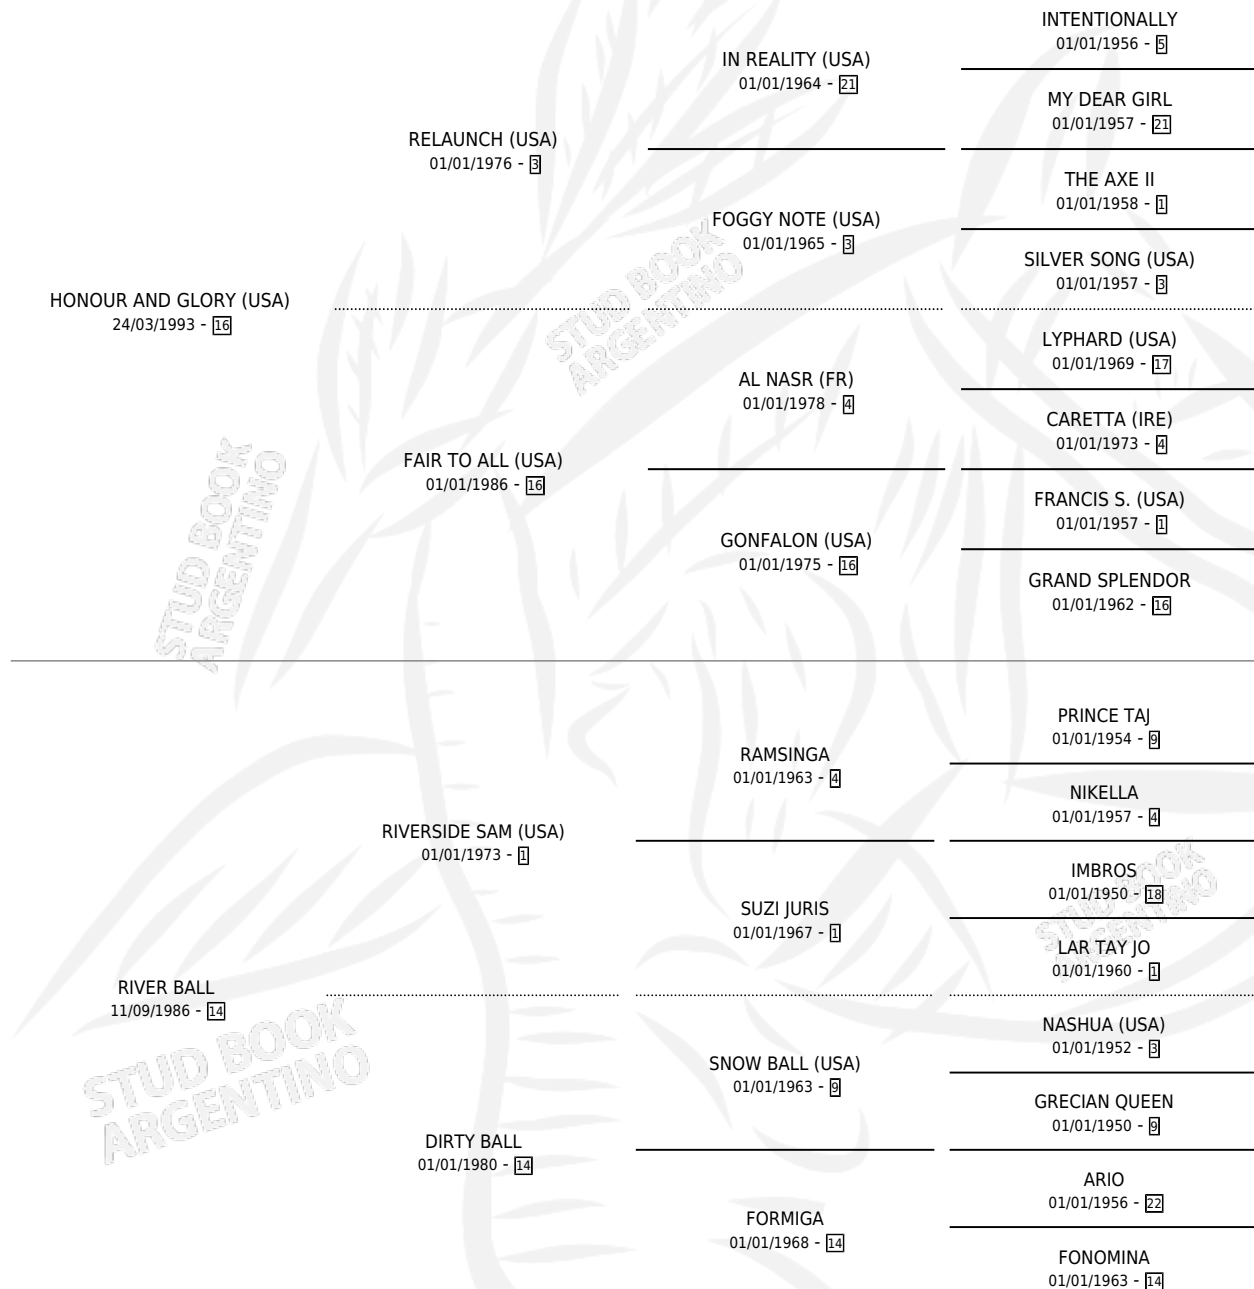 INTENTIONALLY
01/01/1956 - 5
IN REALITY (USA)
01/01/1964 - 21
MY DEAR GIRL
01/01/1957 - 21
RELAUNCH (USA)
01/01/1976 - 3
THE AXE II
01/01/1958 - 1
FOGGY NOTE (USA)
01/01/1965 - 3
SILVER SONG (USA)
01/01/1957 - 3
HONOUR AND GLORY (USA)
24/03/1993 - 16
LYPHARD (USA)
01/01/1969 - 17
AL NASR (FR)
01/01/1978 - 4
CARETTA (IRE)
01/01/1973 - 4
FAIR TO ALL (USA)
01/01/1986 - 16
FRANCIS S. (USA)
01/01/1957 - 1
GONFALON (USA)
01/01/1975 - 16
GRAND SPLENDOR
01/01/1962 - 16
PRINCE TAJ
01/01/1954 - 9
RAMSINGA
01/01/1963 - 4
NIKELLA
01/01/1957 - 4
RIVERSIDE SAM (USA)
01/01/1973 - 1
IMBROS
01/01/1950 - 18
SUZI JURIS
01/01/1967 - 1
LAR TAY JO
01/01/1960 - 1
RIVER BALL
11/09/1986 - 14
NASHUA (USA)
01/01/1952 - 3
SNOW BALL (USA)
01/01/1963 - 9
GRECIAN QUEEN
01/01/1950 - 9
DIRTY BALL
01/01/1980 - 14
ARIO
01/01/1956 - 22
FORMIGA
01/01/1968 - 14
FONOMINA
01/01/1963 - 14
STUD BOOK
ARGENTINO
STUD BOOK
ARGENTINO
STUD BOOK
ARGENTINO
STUD BOOK
ARGENTINO